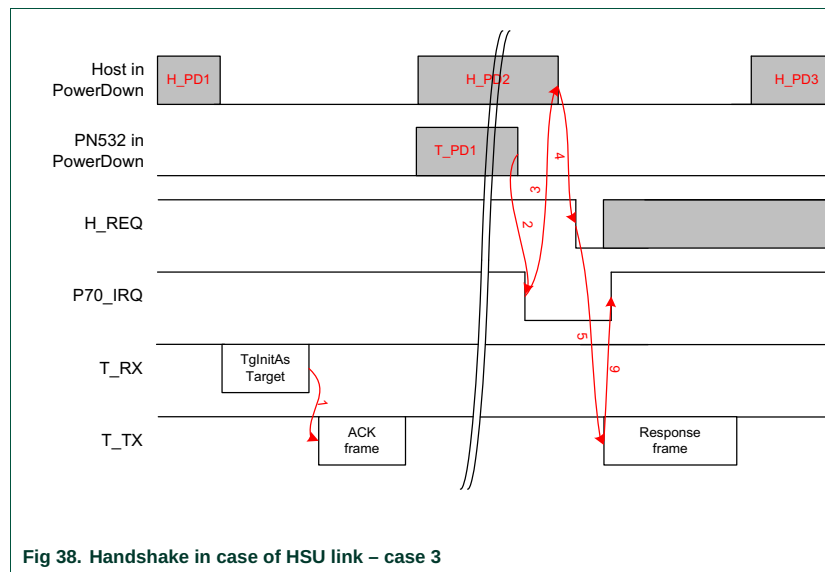 Host in
PowerDown
H_PD1
H_PD2
H_PD3
PN532 in
PowerDown
T_PD1
4
3
H_REQ
2
P70_IRQ
5
T_RX
TgInitAs
Target
6
1
T_TX
ACK
frame
Response
frame
Fig 38. Handshake in case of HSU link – case 3